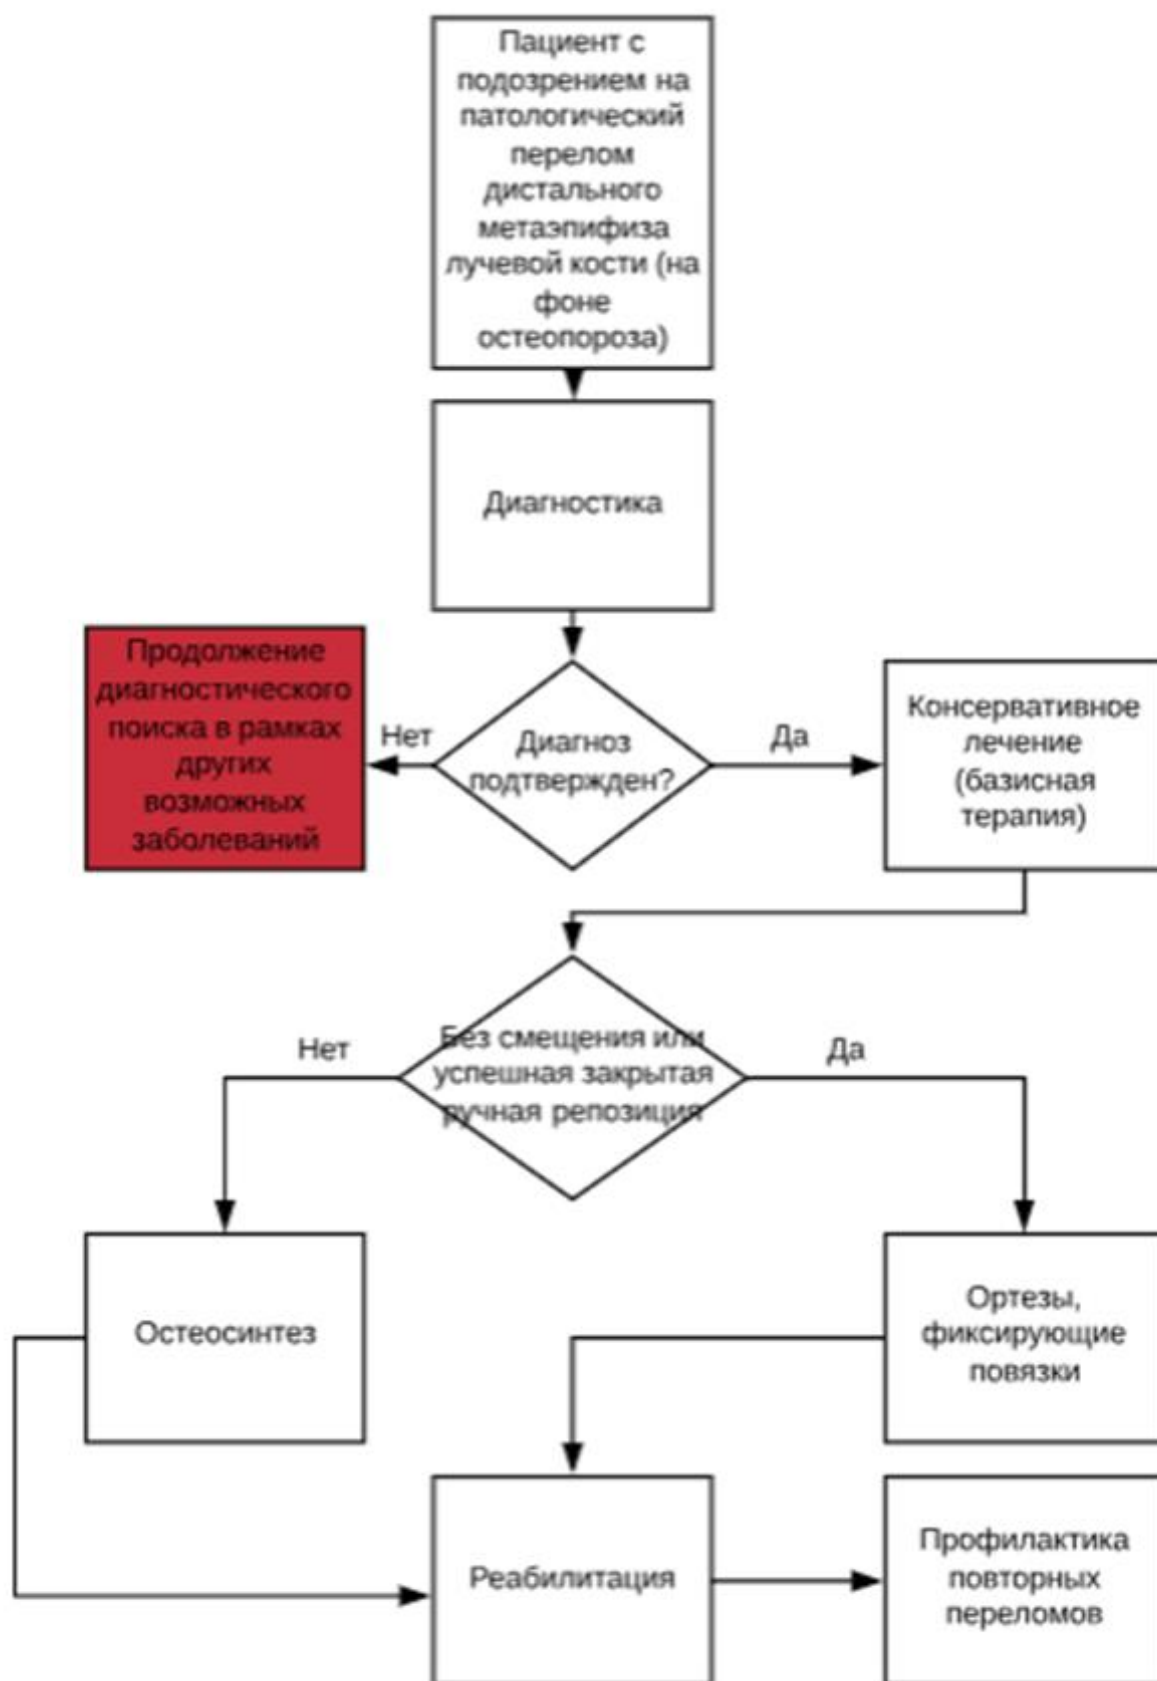 Пациент с
подозрением на
патологический
перелом
дистального
метаэпифиза
лучевой кости (на
фоне
остеопороза)
Диагностика
Продолжение
диагностического
поиска в рамках
других
возможных
заболеваний
Нет
Диагноз
подтвержден?
Да
Консервативное
лечение
(базисная
терапия)
Нет
Без смещения или
успешная закрытая
ручная репозиция
Да
Остеосинтез
Ортезы,
фиксирующие
повязки
Реабилитация
Профилактика
повторных
переломов